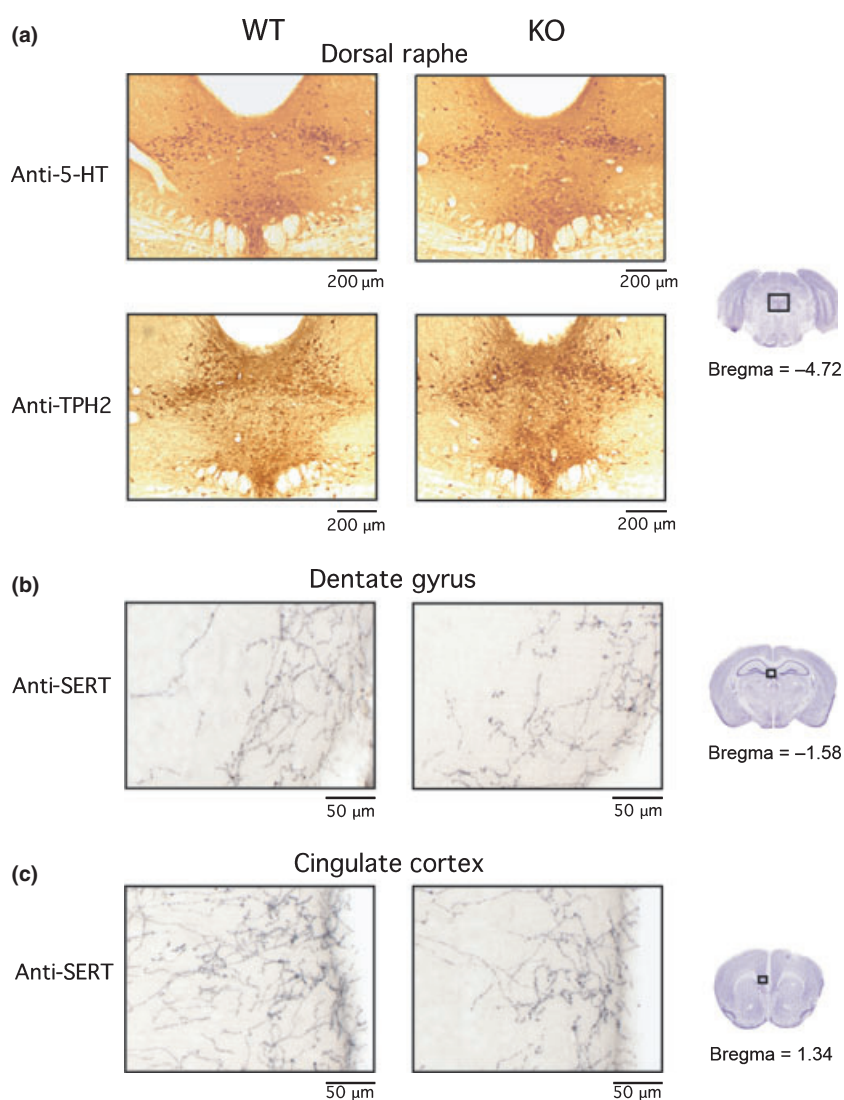 (a)
WT
KO
Dorsal raphe
Anti-5-HT
200 µm
200 µm
Bregma = –4.72
Anti-TPH2
200 µm
200 µm
(b)
Dentate gyrus
Anti-SERT
Bregma = –1.58
50 µm
50 µm
(c)
Cingulate cortex
Anti-SERT
Bregma = 1.34
50 µm
50 µm